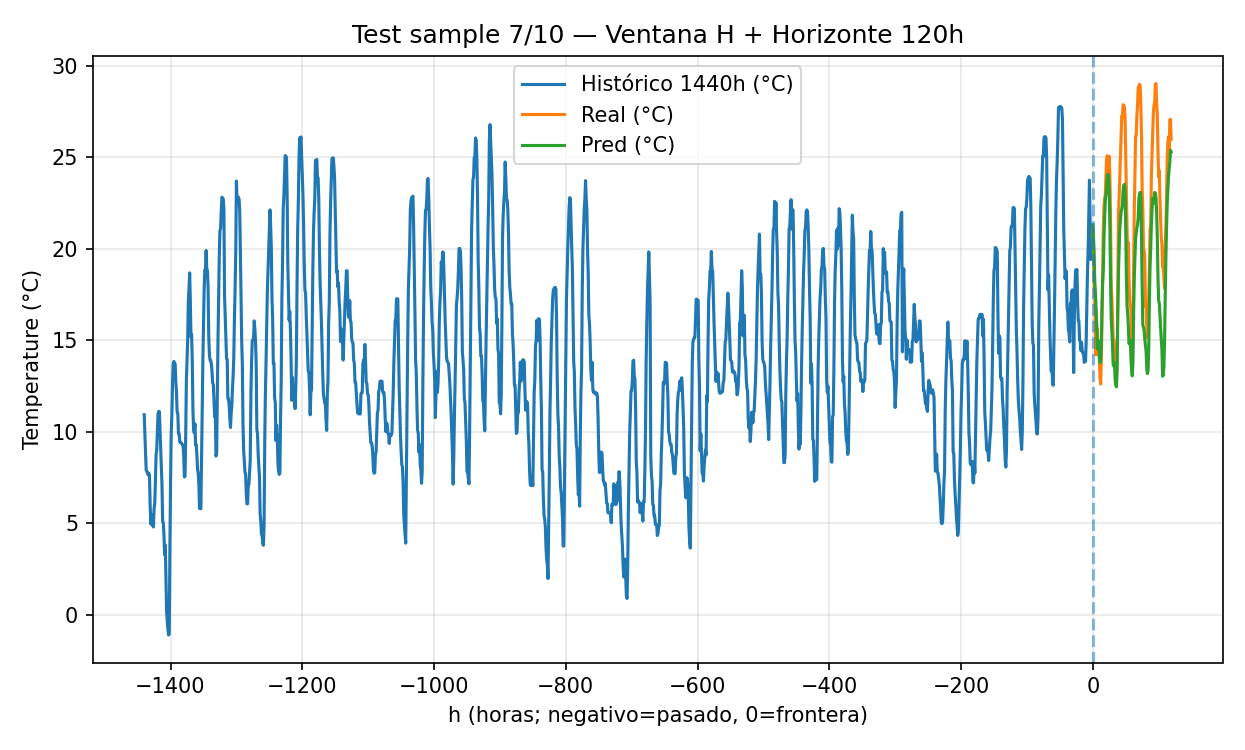 Test sample 7/10 — Ventana H + Horizonte 120h
Histórico 1440h (°C)
Real (°C)
Pred (°C)
Temperature (°C)
30
25
20
15
10
5
0
−1400
−1200
−1000
−800
−600
−400
−200
0
h (horas; negativo=pasado, 0=frontera)